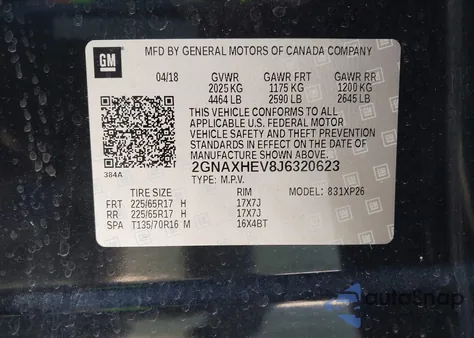 GM
MFD BY GENERAL MOTORS OF CANADA COMPANY
04/18 GVWR GAWR FRT GAWR RR
2025 KG 1175 KG 1200 KG
4464 LB 2590 LB 2645 LB
THIS VEHICLE CONFORMS TO ALL
APPLICABLE U.S. FEDERAL MOTOR
VEHICLE SAFETY AND THEFT PREVENTION
STANDARDS IN EFFECT ON THE DATE OF
MANUFACTURE SHOWN ABOVE.
2GNAXHEV8J6320623
384A TYPE: M.P.V.
TIRE SIZE RIM MODEL: 831XP26
FRT 225/65R17 H 17X7J
RR 225/65R17 H 17X7J
SPA T135/70R16 M 16X4BT
autoSnap